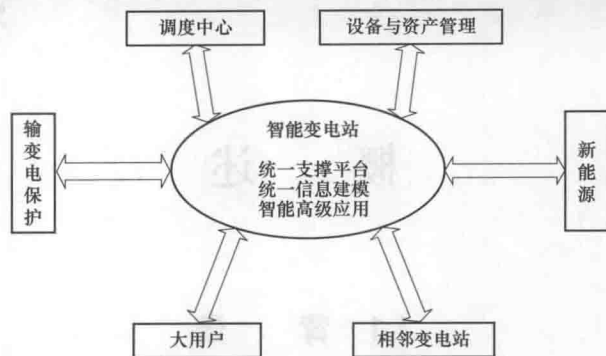 调度中心
设备与资产管理
智能变电站
输变电保护
统一支撑平台
统一信息建模
智能高级应用
新能源
大用户
相邻变电站